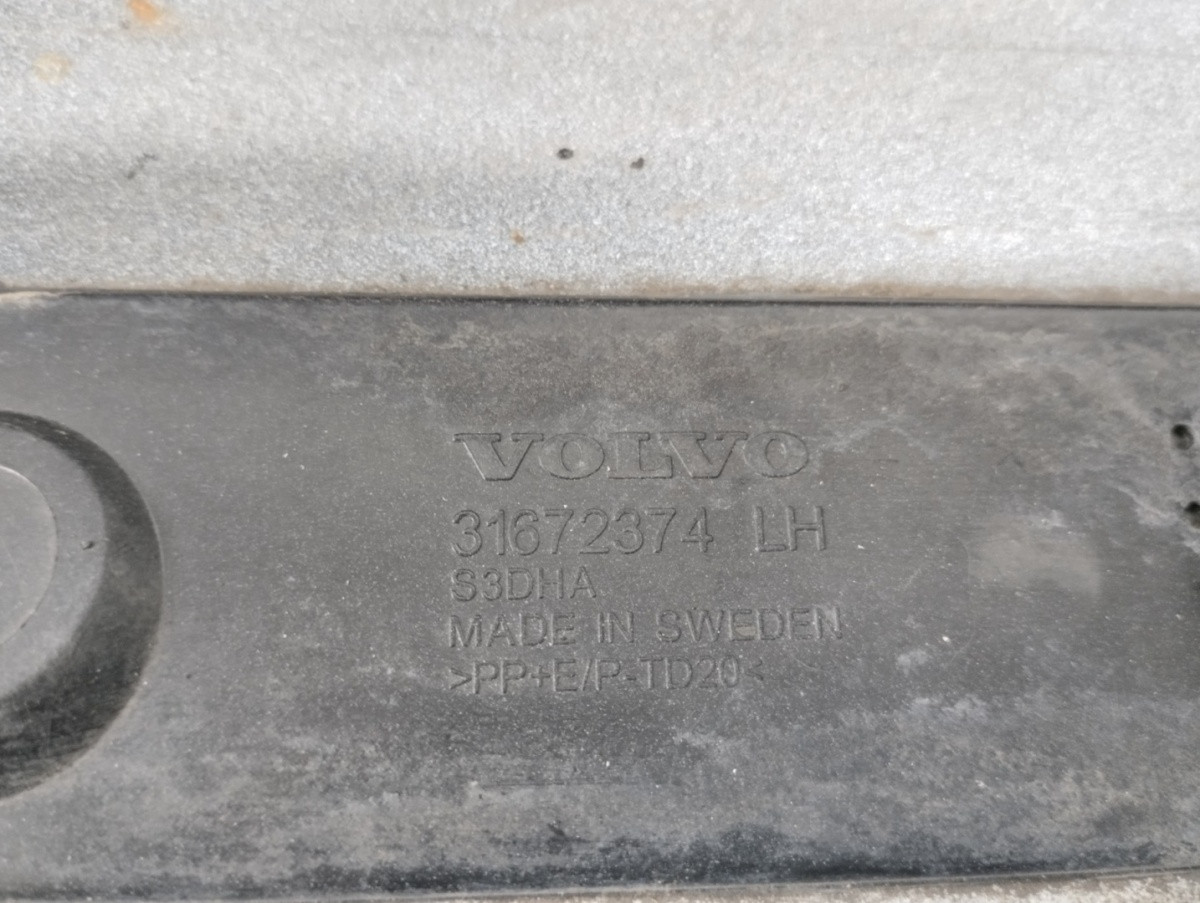 VOLVO
31672374 LH
S3DHA
MADE IN SWEDEN
>PP+E/P-TD20<